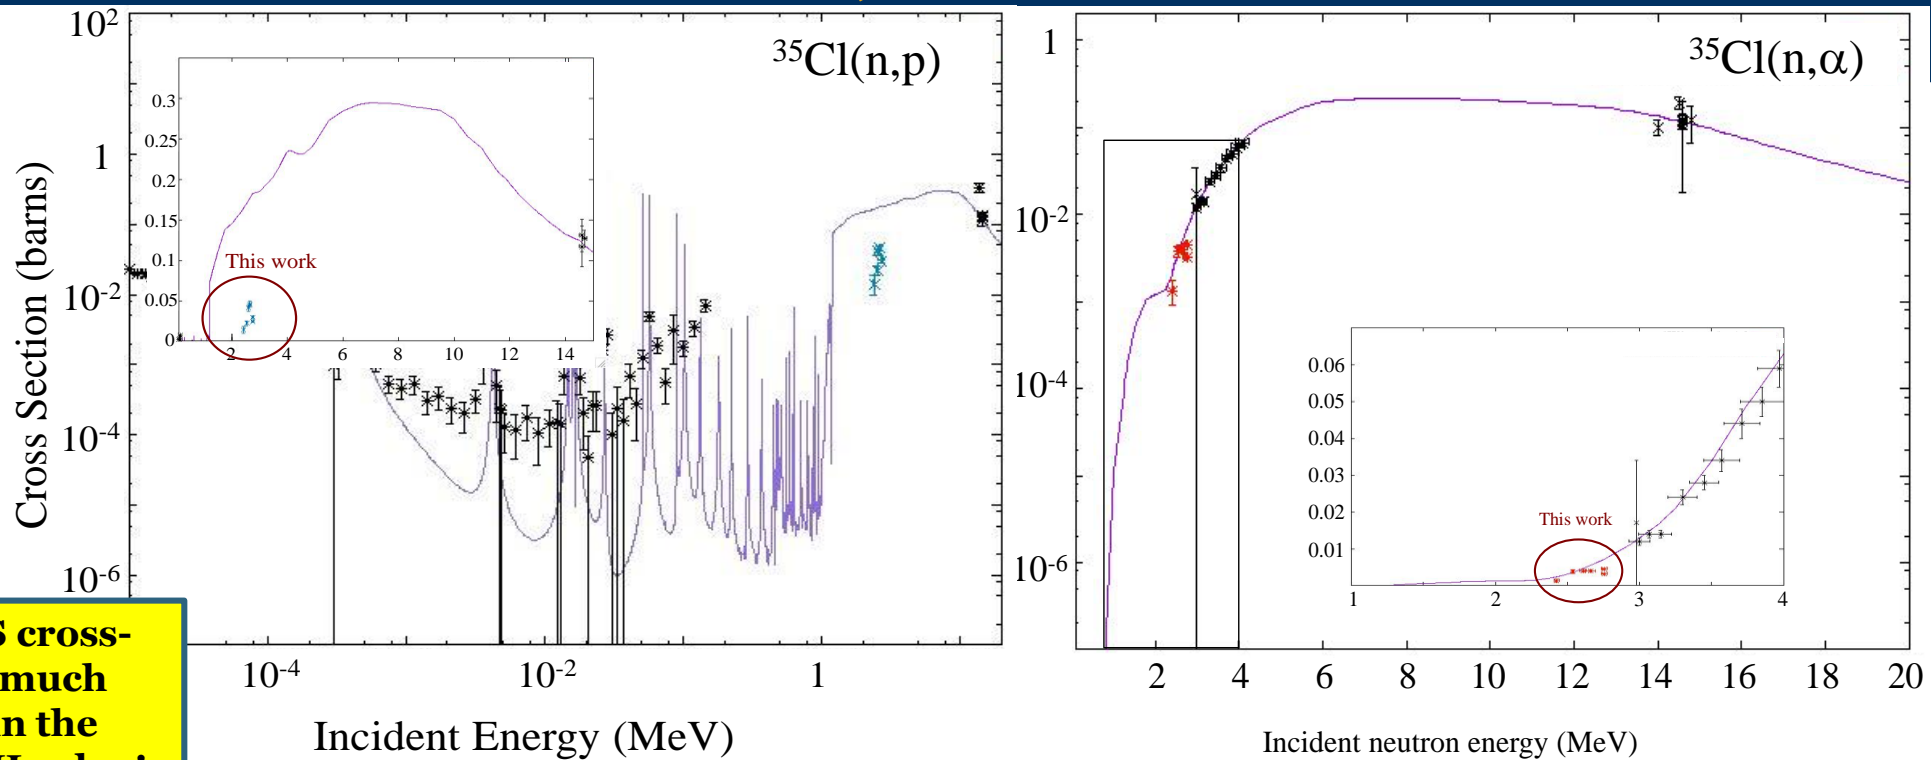 ³⁵Cl(n,p)
Cross Section (barns)
10²
1
10⁻²
10⁻⁴
10⁻⁶
10⁻⁴
10⁻²
1
Incident Energy (MeV)
0.3
0.25
0.2
0.15
0.1
0.05
0
2 4 6 8 10 12 14
This work
cross-
much
in the
³⁵Cl(n,α)
1
10⁻²
10⁻⁴
10⁻⁶
2 4 6 8 10 12 14 16 18 20
Incident neutron energy (MeV)
0.06
0.05
0.04
0.03
0.02
0.01
1 2 3 4
This work